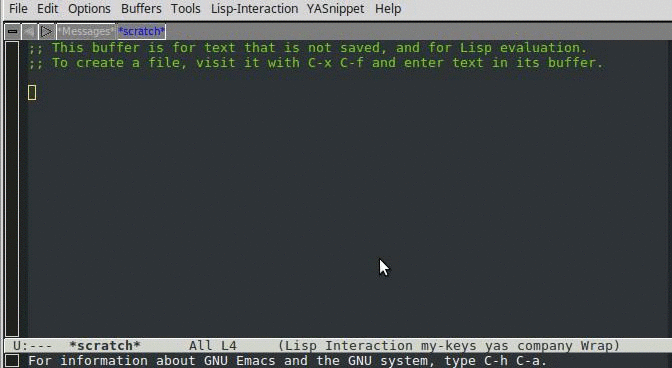 File Edit Options Buffers Tools Lisp-Interaction YASnippet Help
*Messages* *scratch*
;; This buffer is for text that is not saved, and for Lisp evaluation.
;; To create a file, visit it with C-x C-f and enter text in its buffer.
U:--- *scratch* All L4 (Lisp Interaction my-keys yas company Wrap)
For information about GNU Emacs and the GNU system, type C-h C-a.